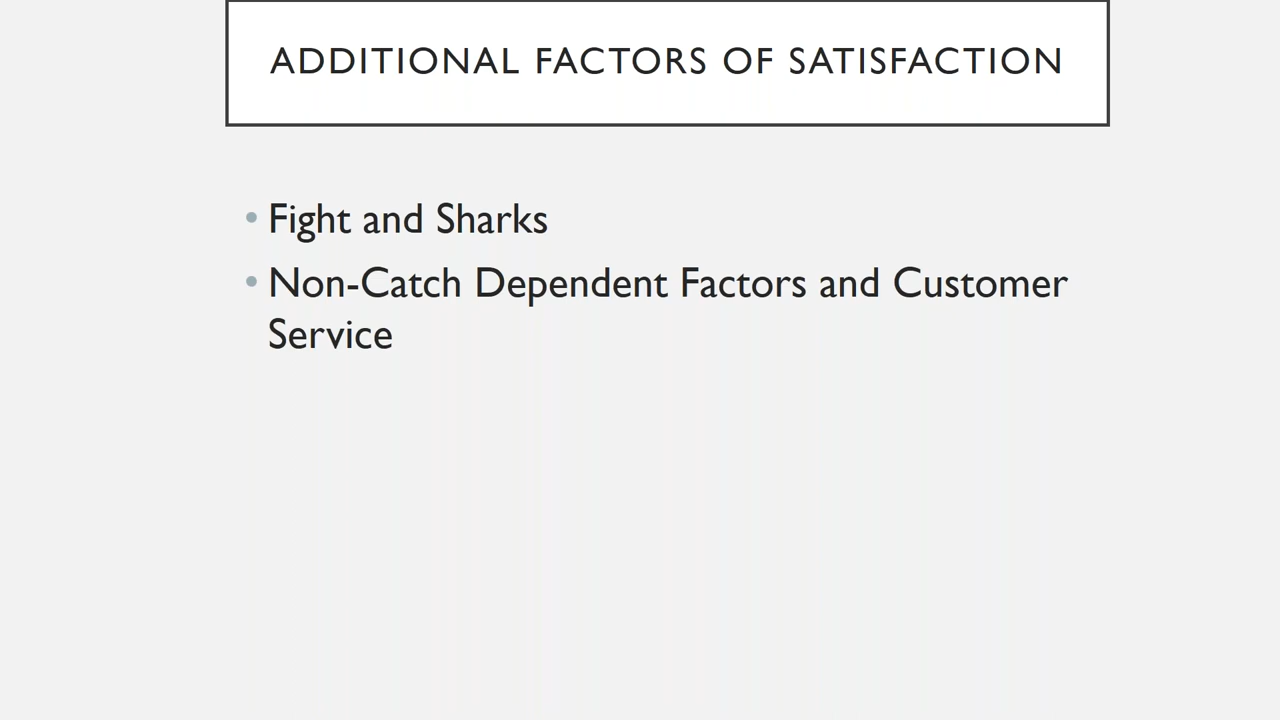 ADDITIONAL FACTORS OF SATISFACTION
• Fight and Sharks
• Non-Catch Dependent Factors and Customer
Service